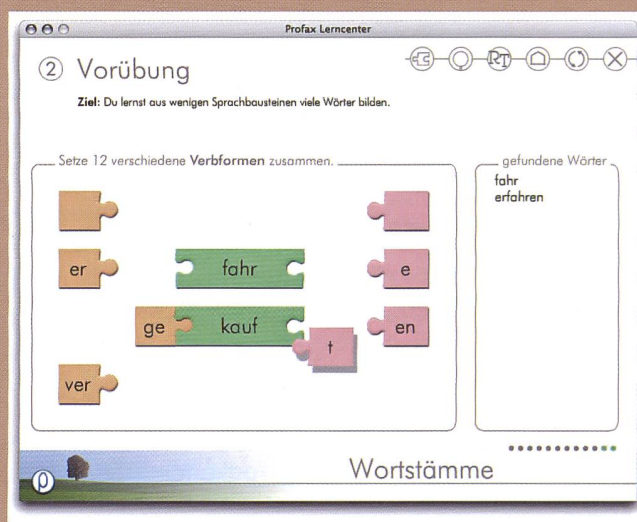 Profax Lerncenter
2 Vorübung
RT
Ziel: Du lernst aus wenigen Sprachbausteinen viele Wörter bilden.
Setze 12 verschiedene Verbformen zusammen.
gefundene Wörter
fahr
erfahren
er fahr e
ge kauf t en
ver
Wortstämme